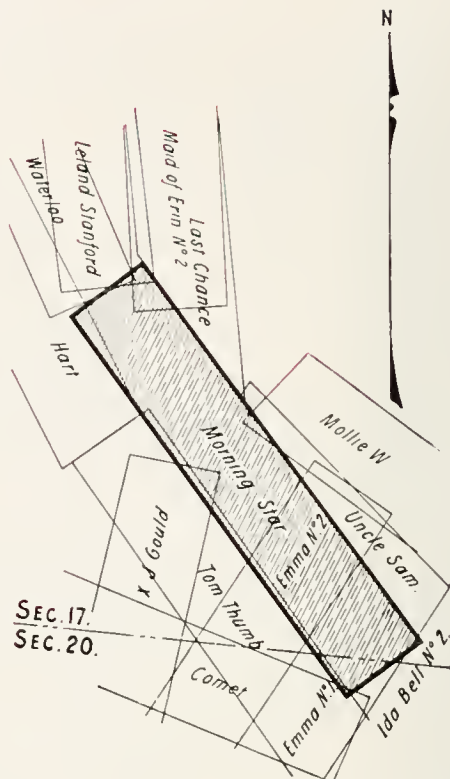 N
Waterloo
Leland Stanford
Maid of Erin Nº 2
Last Chance
Hart
Mollie W
Morning Star
Emma Nº 2
Uncle Sam.
x J Gould
Tom Thumb
SEC. 17.
SEC. 20.
Comet
Emma Nº 1
Ida Bell Nº 2.